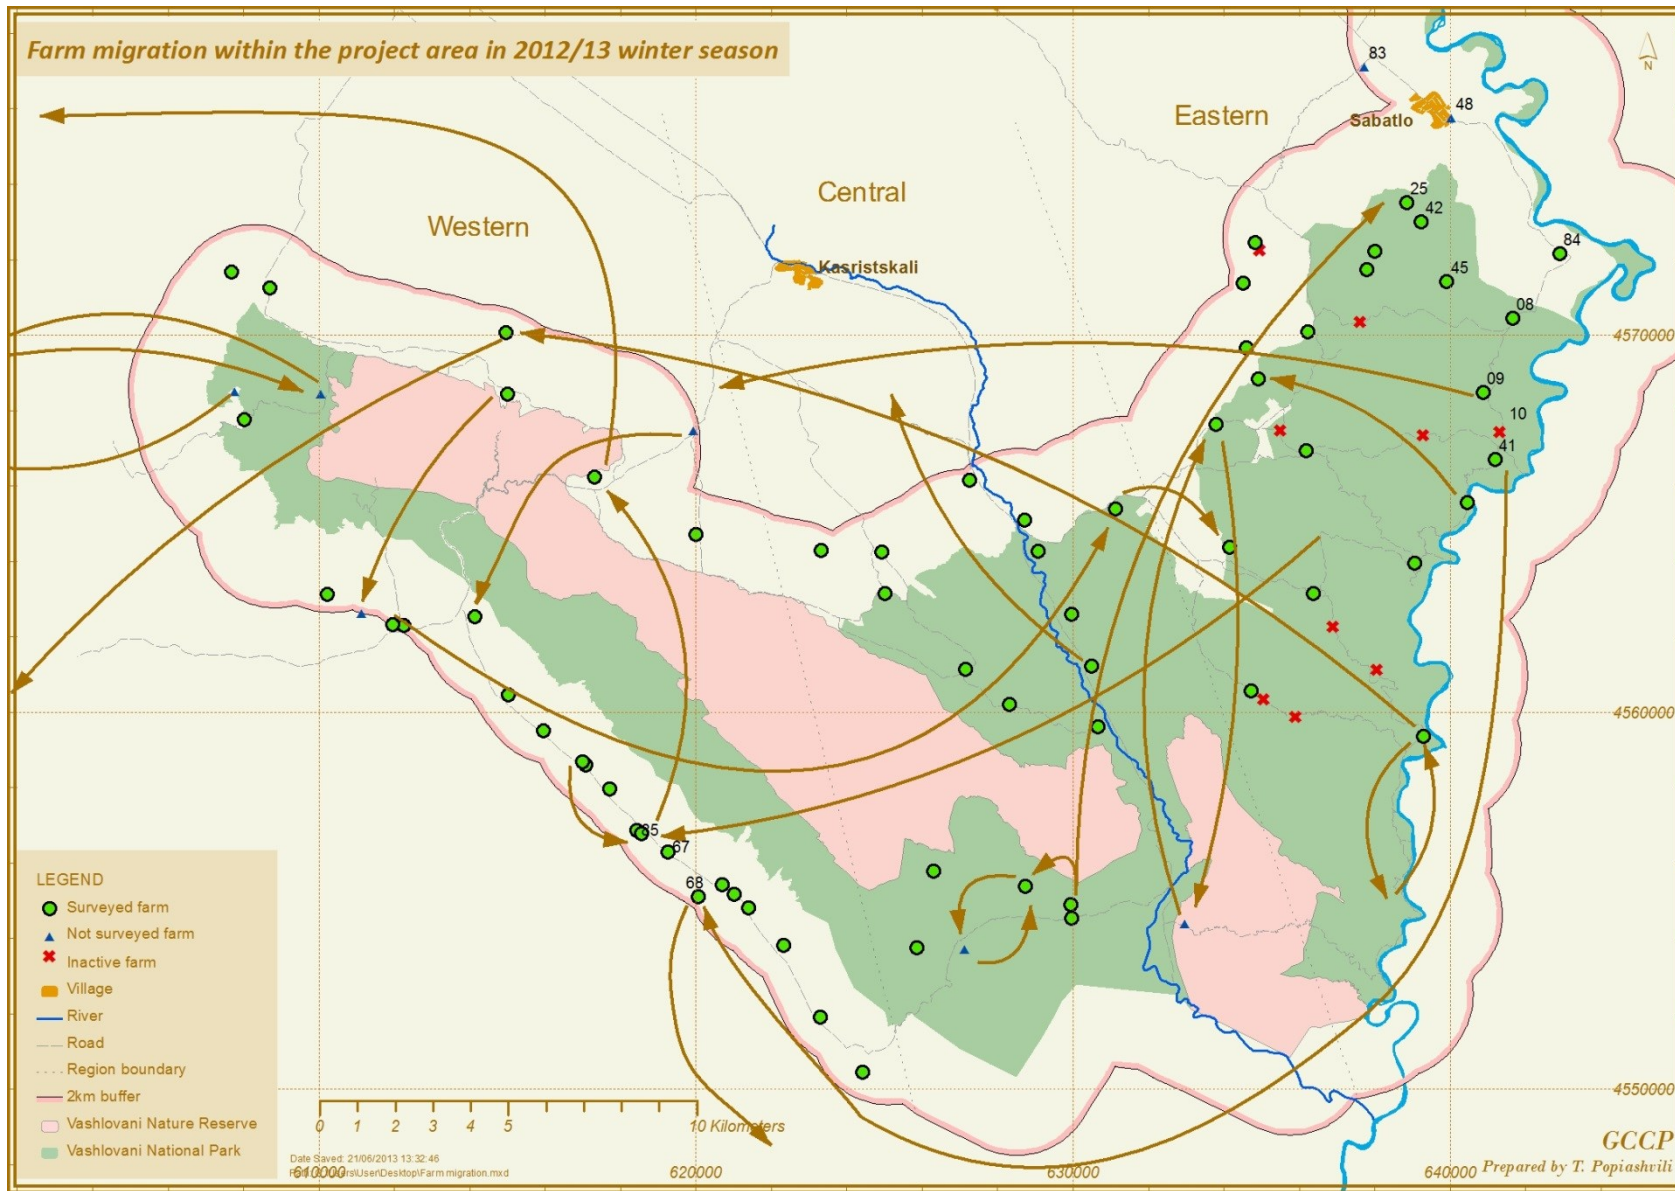 Farm migration within the project area in 2012/13 winter season
N
83
Eastern
48
Sabatlo
Central
25
Western
42
84
Kasristskali
45
08
4570000
09
10
41
4560000
85
67
68
LEGEND
Surveyed farm
Not surveyed farm
Inactive farm
Village
River
Road
Region boundary
2km buffer
Vashlovani Nature Reserve
Vashlovani National Park
4550000
0 1 2 3 4 5 10 Kilometers
Date Saved: 21/06/2013 13:32:46
610000 620000 630000 640000
GCCP
Prepared by T. Popiashvili